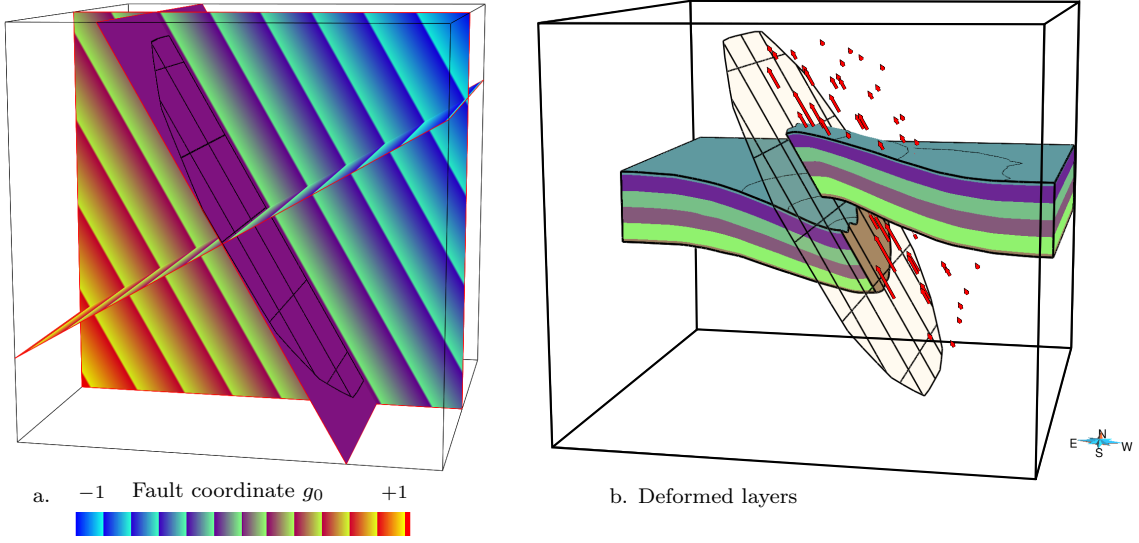 N
E W
S
a. −1 Fault coordinate g₀ +1
b. Deformed layers